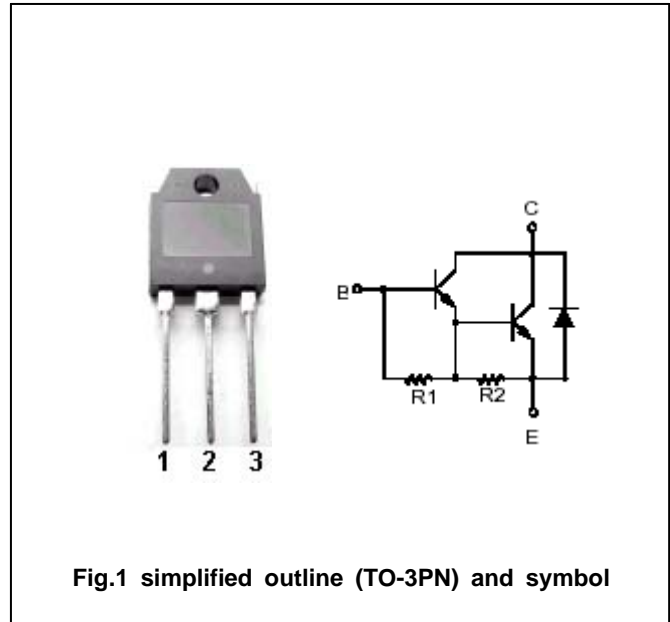 C
B
R1 R2
E
1 2 3
Fig.1 simplified outline (TO-3PN) and symbol